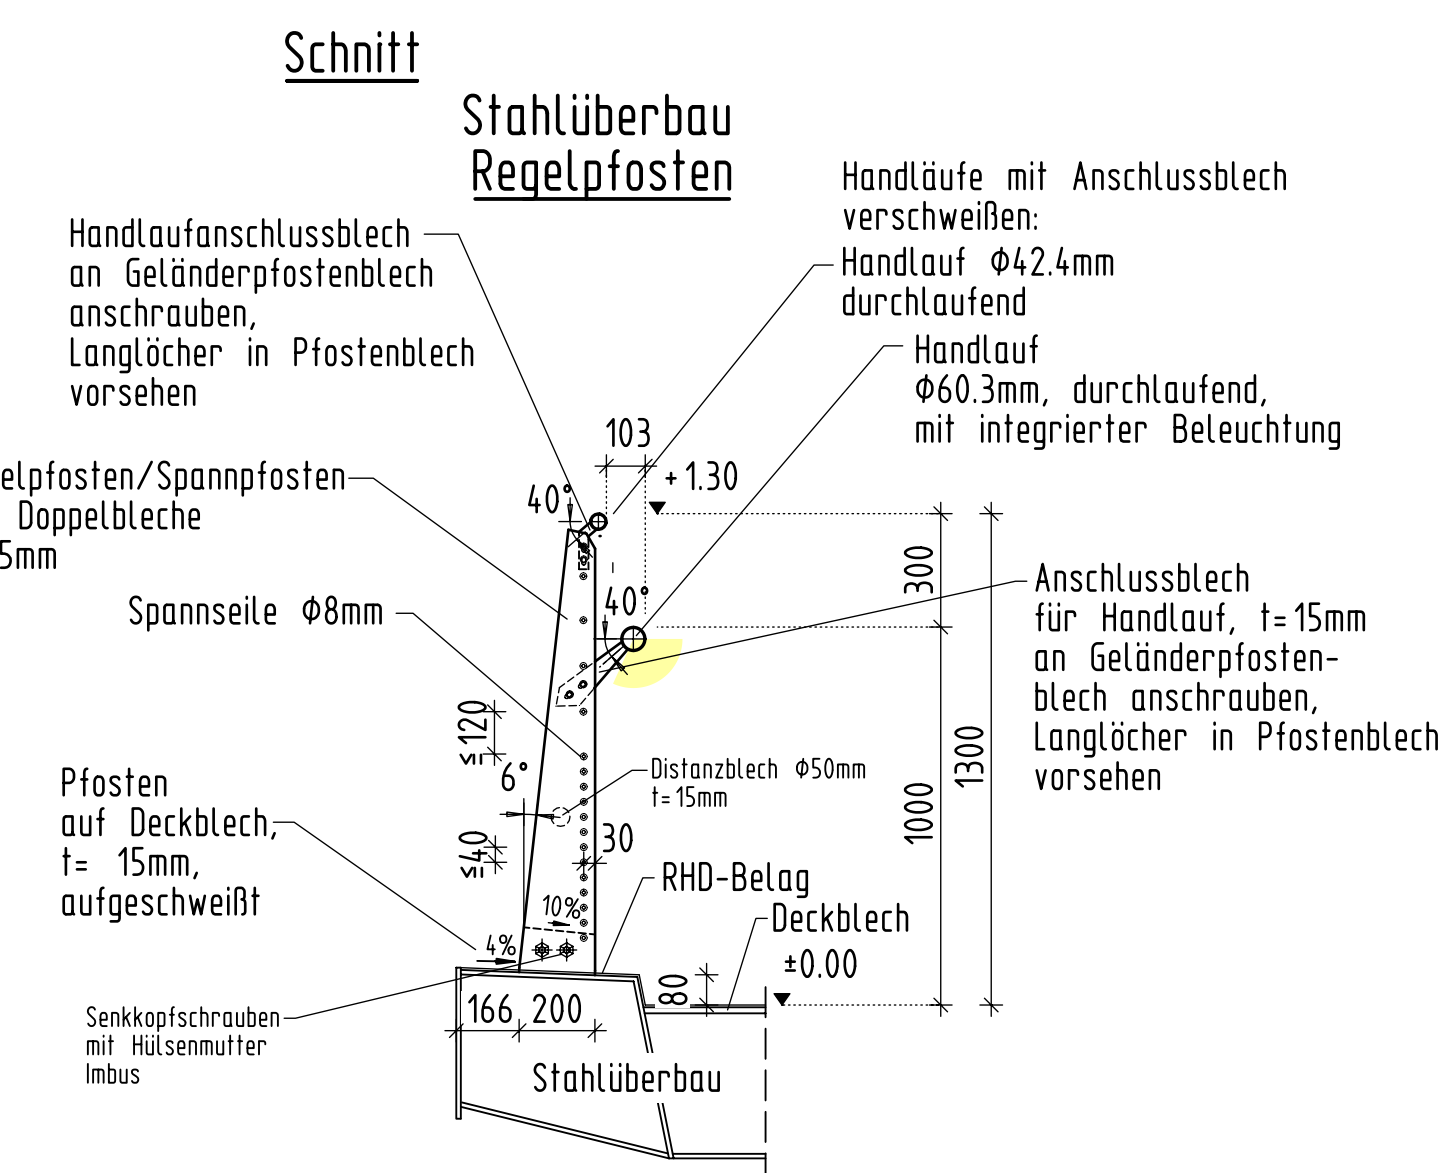 Schnitt
Stahlüberbau
Regelpfosten
Handläufe mit Anschlussblech
verschweißen:
Handlauf Φ42.4mm
durchlaufend
Handlauf
Φ60.3mm, durchlaufend,
mit integrierter Beleuchtung
Handlaufanschlussblech
an Geländerpfostenblech
anschrauben,
Langlöcher in Pfostenblech
vorsehen
elpfosten/Spannpfosten
Doppelbleche
5mm
103
+1.30
40°
40°
300
1000
1300
Anschlussblech
für Handlauf, t=15mm
an Geländerpfosten-
blech anschrauben,
Langlöcher in Pfostenblech
vorsehen
Spannseile Φ8mm
≤120
6°
Distanzblech Φ50mm
t=15mm
Pfosten
auf Deckblech,
t= 15mm,
aufgeschweißt
≤40
30
RHD-Belag
10%
Deckblech
4%
±0.00
80
Senkkopfschrauben
mit Hülsenmutter
Imbus
166
200
Stahlüberbau